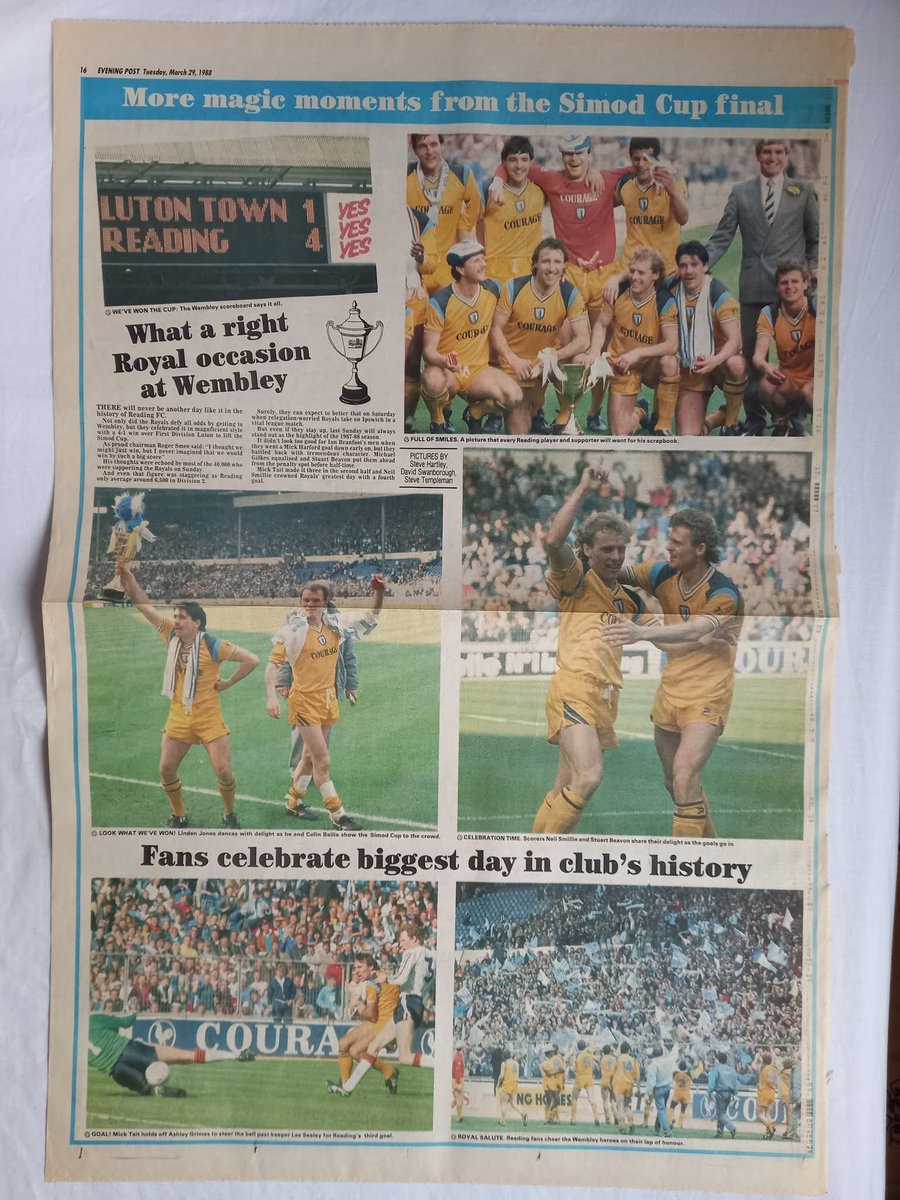 16 EVENING POST Tuesday, March 29, 1988
More magic moments from the Simod Cup final
LUTON TOWN 1
READING 4
YES
YES
YES
WE'VE WON THE CUP: The Wembley scoreboard says it all.
What a right
Royal occasion
at Wembley
THERE will never be another day like it in the
history of Reading FC.
Not only did the Royals defy all odds by getting to
Wembley, but they celebrated it in magnificent style
with a 4-1 win over First Division Luton to lift the
Simod Cup.
As proud chairman Roger Smee said: "I thought we
might just win, but I never imagined that we would
win by such a big score"
His thoughts were echoed by most of the 40,000 who
were supporting the Royals on Sunday
And even that figure was staggering as Reading
only average around 6,500 in Division 2.
Surely, they can expect to better that on Saturday
when relegation-worried Royals take on Ipswich in a
vital league match.
But even if they stay up, last Sunday will always
stand out as the highlight of the 1987-88 season.
It didn't look too good for Ian Branfoot's men when
they went a Mick Harford goal down early on, but they
battled back with tremendous character. Michael
Gilkes equalised and Stuart Beavon put them ahead
from the penalty spot before half-time.
Mick Tait made it three in the second half and Neil
Smillie crowned Royals' greatest day with a fourth
goal.
COURAGE
COURAGE
COURAGE
COURAGE
COURAGE
COURAGE
FULL OF SMILES. A picture that every Reading player and supporter will want for his scrapbook.
PICTURES BY
Steve Hartley,
David Swanborough,
Steve Templeman
COURAGE
LOOK WHAT WE'VE WON! Linden Jones dances with delight as he and Colin Bailie show the Simod Cup to the crowd.
COUR
2
CELEBRATION TIME. Scorers Neil Smillie and Stuart Beavon share their delight as the goals go in
Fans celebrate biggest day in club's history
COURA
GOAL! Mick Tait holds off Ashley Grimes to steer the ball past keeper Les Sealey for Reading's third goal.
NG HOMES
COU
ROYAL SALUTE. Reading fans cheer the Wembley heroes on their lap of honour.